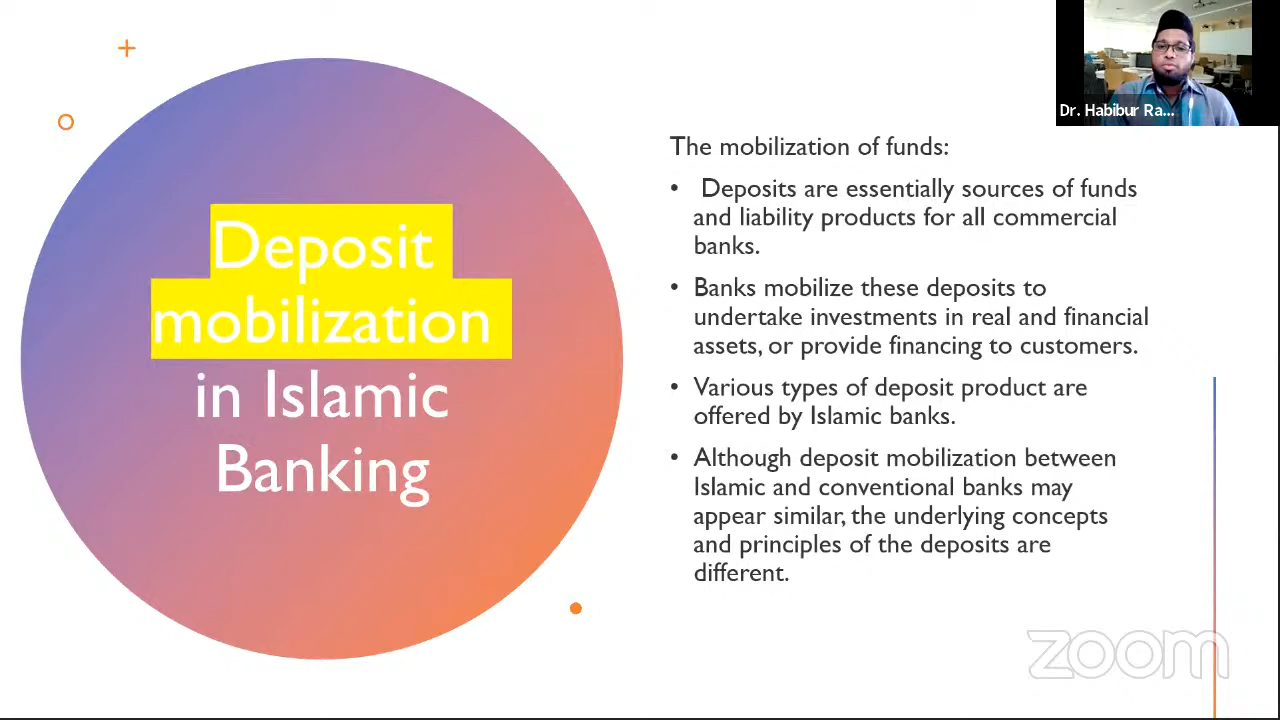 Deposit
mobilization
in Islamic
Banking
Dr. Habibur Ra...
The mobilization of funds:
• Deposits are essentially sources of funds
and liability products for all commercial
banks.
• Banks mobilize these deposits to
undertake investments in real and financial
assets, or provide financing to customers.
• Various types of deposit product are
offered by Islamic banks.
• Although deposit mobilization between
Islamic and conventional banks may
appear similar, the underlying concepts
and principles of the deposits are
different.
zoom